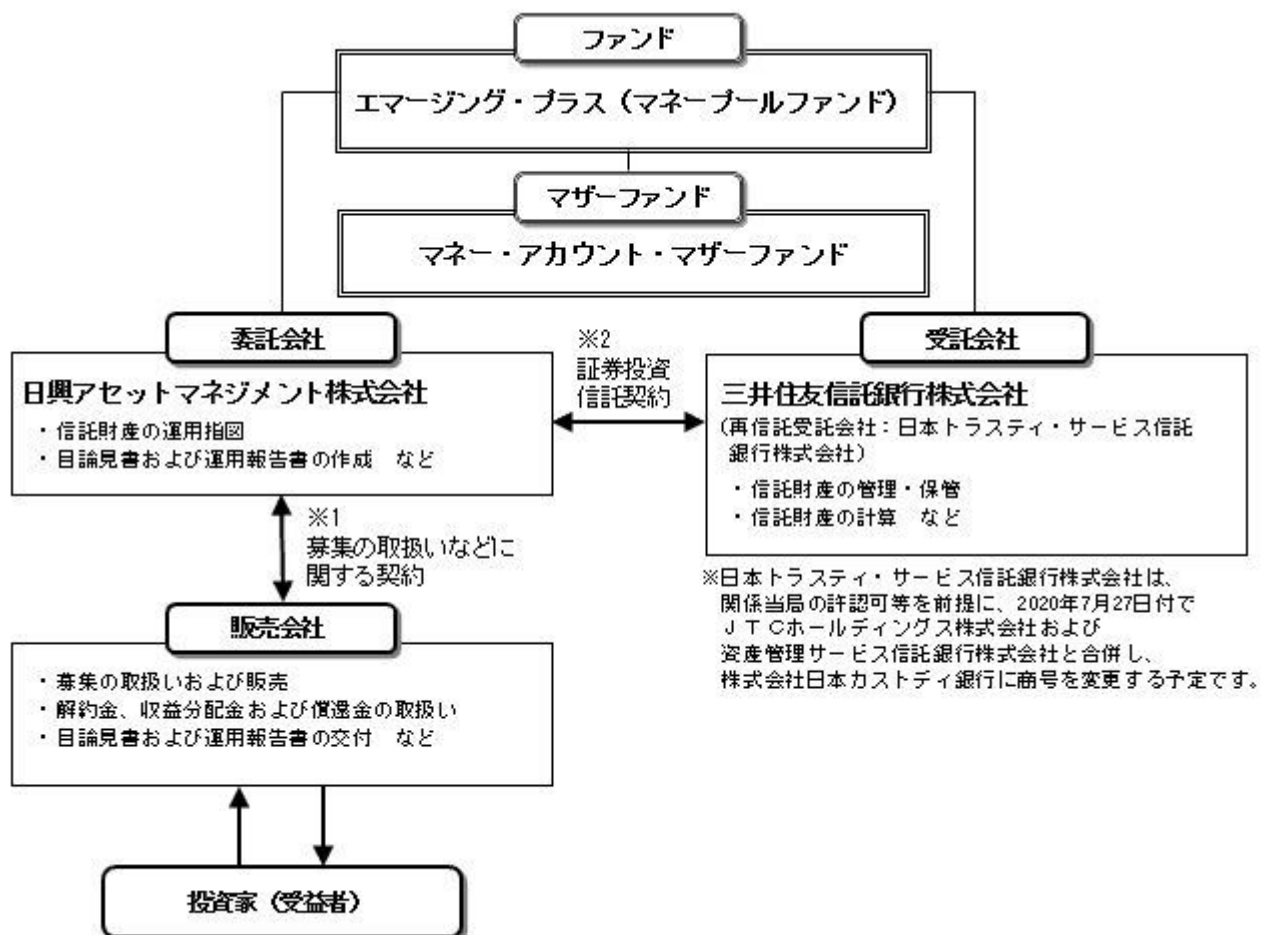 ファンド
エマージング・プラス（マネープールファンド）
マザーファンド
マネー・アカウント・マザーファンド
委託会社
日興アセットマネジメント株式会社
・信託財産の運用指図
・目論見書および運用報告書の作成　など
※2
証券投資
信託契約
受託会社
三井住友信託銀行株式会社
（再信託受託会社：日本トラスティ・サービス信託
銀行株式会社）
・信託財産の管理・保管
・信託財産の計算　など
※日本トラスティ・サービス信託銀行株式会社は、
関係当局の許認可等を前提に、2020年7月27日付で
ＪＴＣホールディングス株式会社および
資産管理サービス信託銀行株式会社と合併し、
株式会社日本カストディ銀行に商号を変更する予定です。
※1
募集の取扱いなどに
関する契約
販売会社
・募集の取扱いおよび販売
・解約金、収益分配金および償還金の取扱い
・目論見書および運用報告書の交付　など
投資家（受益者）